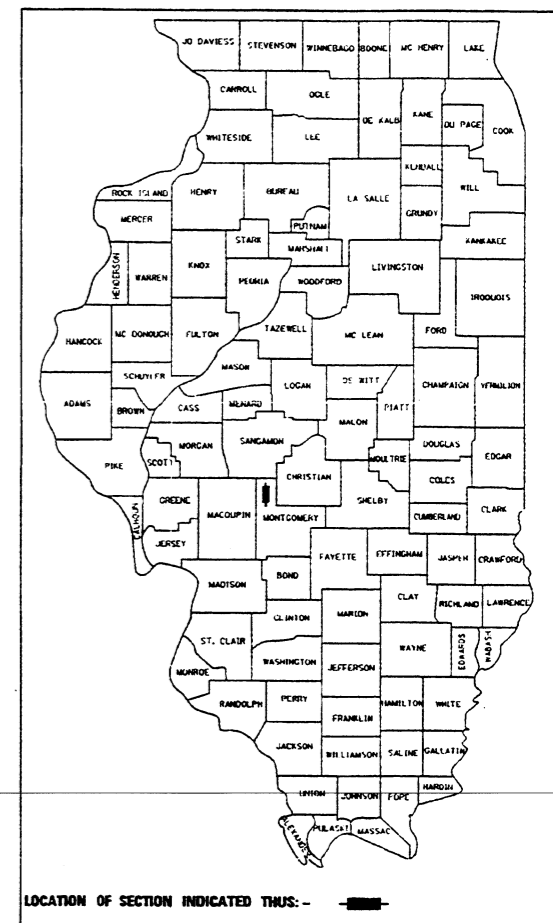 JO DAVIESS STEVENSON WINNEBAGO BOONE MC HENRY LAKE
CARROLL OGLE
DE KALB KANE DU PAGE COOK
WHITESIDE LEE
KENDALL
ROCK ISLAND HENRY BUREAU LA SALLE WILL
MERCER PUTNAM GRUNDY
STARK MARSHALL KANKAKEE
HENDERSON WARREN KNOX PEORIA WOODFORD LIVINGSTON IROQUOIS
HANCOCK MC DONOUGH FULTON TAZEWELL MC LEAN FORD
SCHUYLER MASON
ADAMS BROWN CASS MENARD LOGAN DE WITT PIATT CHAMPAIGN VERMILION
MORGAN SANGAMON MALON DOUGLAS
PIKE SCOTT CHRISTIAN MOULTRIE COLES EDGAR
CALHOUN GREENE MACOUPIN MONTGOMERY SHELBY CUMBERLAND CLARK
JERSEY FAYETTE EFFINGHAM JASPER CRAWFORD
MADISON BOND
CLAY RICHLAND LAWRENCE
CLINTON MARION
ST. CLAIR WAYNE EDWARDS WABASH
WASHINGTON JEFFERSON
MONROE
RANDOLPH PERRY HAMILTON WHITE
FRANKLIN
JACKSON WILLIAMSON SALINE GALLATIN
UNION JOHNSON POPE HARDIN
ALEXANDER PULASKI MASSAC
LOCATION OF SECTION INDICATED THUS: -